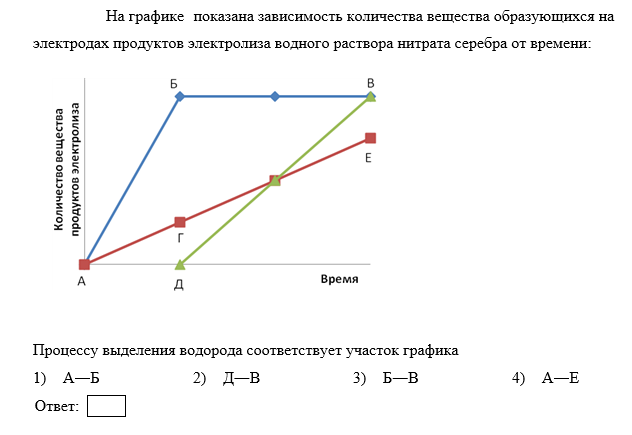 На графике показана зависимость количества вещества образующихся на
электродах продуктов электролиза водного раствора нитрата серебра от времени:
Количество вещества
продуктов электролиза
Б
В
Е
Г
А
Д
Время
Процессу выделения водорода соответствует участок графика
1) А—Б 2) Д—В 3) Б—В 4) А—Е
Ответ: